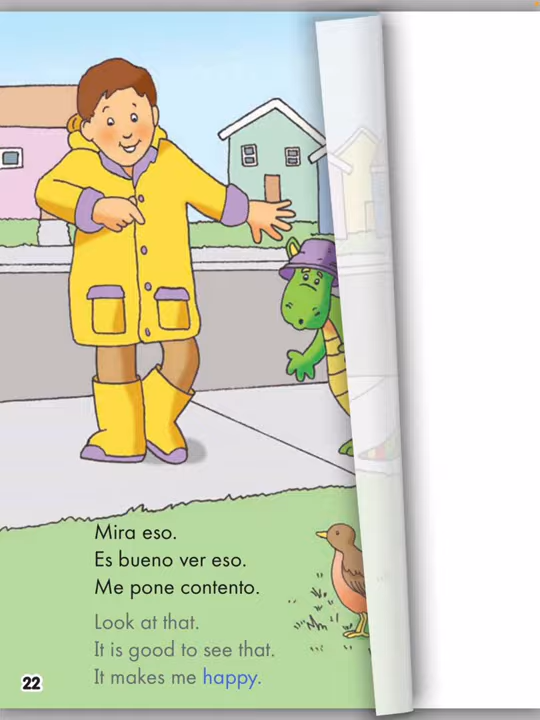 Mira eso.
Es bueno ver eso.
Me pone contento.
Look at that.
It is good to see that.
It makes me happy.
22